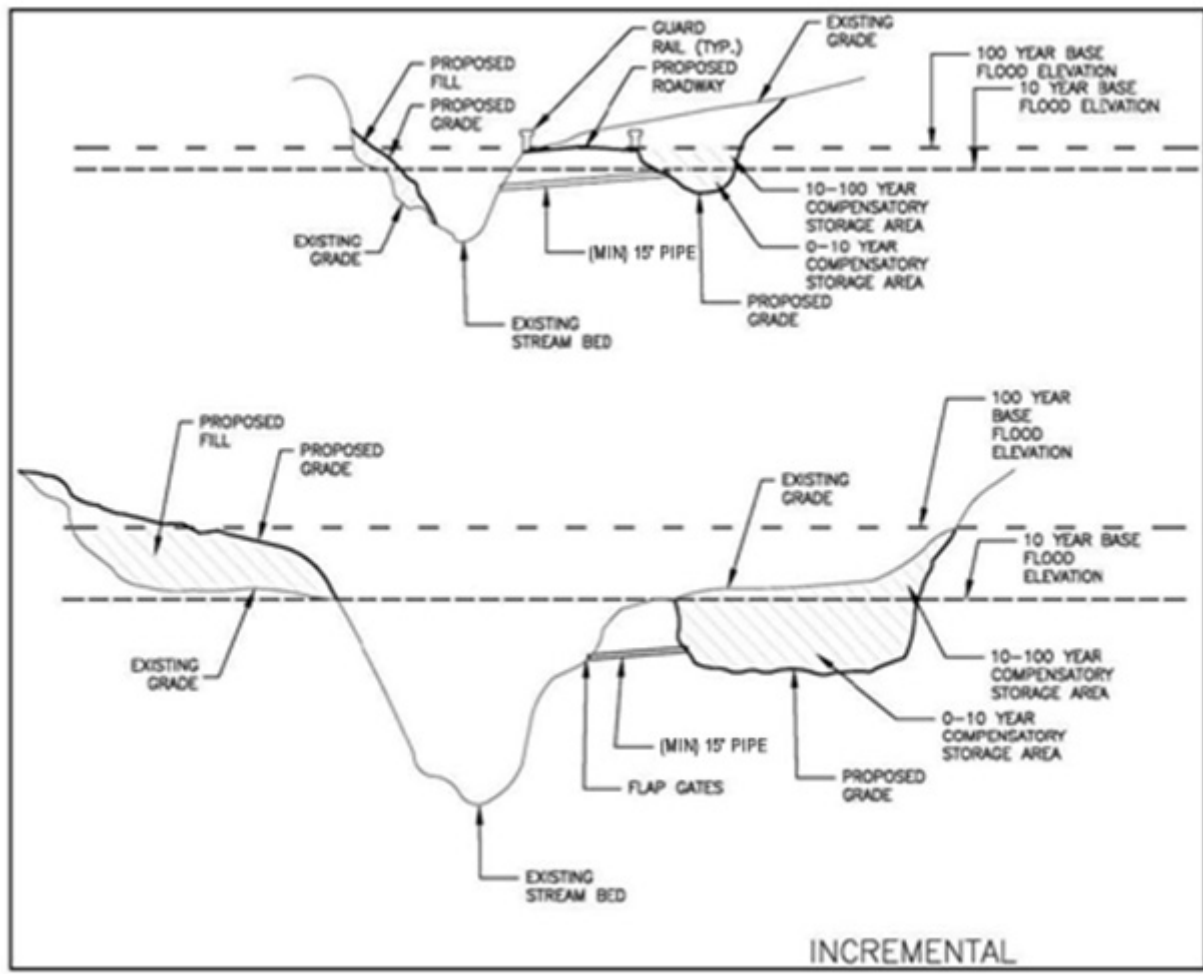 GUARD
RAIL (TYP.)
PROPOSED
ROADWAY
EXISTING
GRADE
100 YEAR BASE
FLOOD ELEVATION
10 YEAR BASE
FLOOD ELEVATION
PROPOSED
FILL
PROPOSED
GRADE
EXISTING
GRADE
(MIN) 15" PIPE
10-100 YEAR
COMPENSATORY
STORAGE AREA
0-10 YEAR
COMPENSATORY
STORAGE AREA
PROPOSED
GRADE
EXISTING
STREAM BED
PROPOSED
FILL
PROPOSED
GRADE
EXISTING
GRADE
100 YEAR
BASE
FLOOD
ELEVATION
10 YEAR BASE
FLOOD
ELEVATION
EXISTING
GRADE
10-100 YEAR
COMPENSATORY
STORAGE AREA
0-10 YEAR
COMPENSATORY
STORAGE AREA
(MIN) 15" PIPE
FLAP GATES
PROPOSED
GRADE
EXISTING
STREAM BED
INCREMENTAL